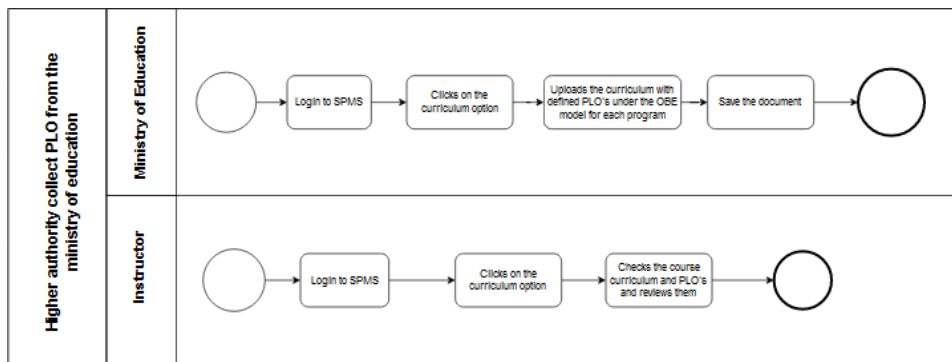 Higher authority collect PLO from the
ministry of education
Ministry of Education
Login to SPMS
Clicks on the
curriculum option
Uploads the curriculum with
defined PLO's under the OBE
model for each program
Save the document
Instructor
Login to SPMS
Clicks on the
curriculum option
Checks the course
curriculum and PLO's
and reviews them